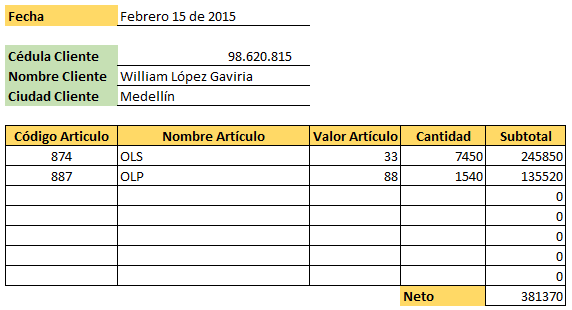 Fecha Febrero 15 de 2015
Cédula Cliente 98.620.815
Nombre Cliente William López Gaviria
Ciudad Cliente Medellín
Código Articulo Nombre Artículo Valor Artículo Cantidad Subtotal
874 OLS 33 7450 245850
887 OLP 88 1540 135520
0
0
0
0
0
Neto 381370